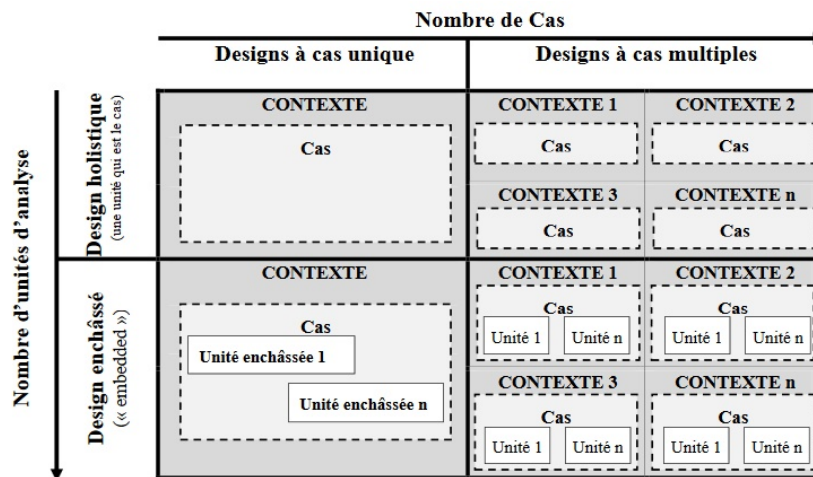 Nombre de Cas
Designs à cas unique
Designs à cas multiples
Nombre d'unités d'analyse
Design holistique
(une unité qui est le cas)
CONTEXTE
Cas
CONTEXTE 1
Cas
CONTEXTE 2
Cas
CONTEXTE 3
Cas
CONTEXTE n
Cas
Design enchâssé
(« embedded »)
CONTEXTE
Cas
Unité enchâssée 1
Unité enchâssée n
CONTEXTE 1
Cas
Unité 1
Unité n
CONTEXTE 2
Cas
Unité 1
Unité n
CONTEXTE 3
Cas
Unité 1
Unité n
CONTEXTE n
Cas
Unité 1
Unité n